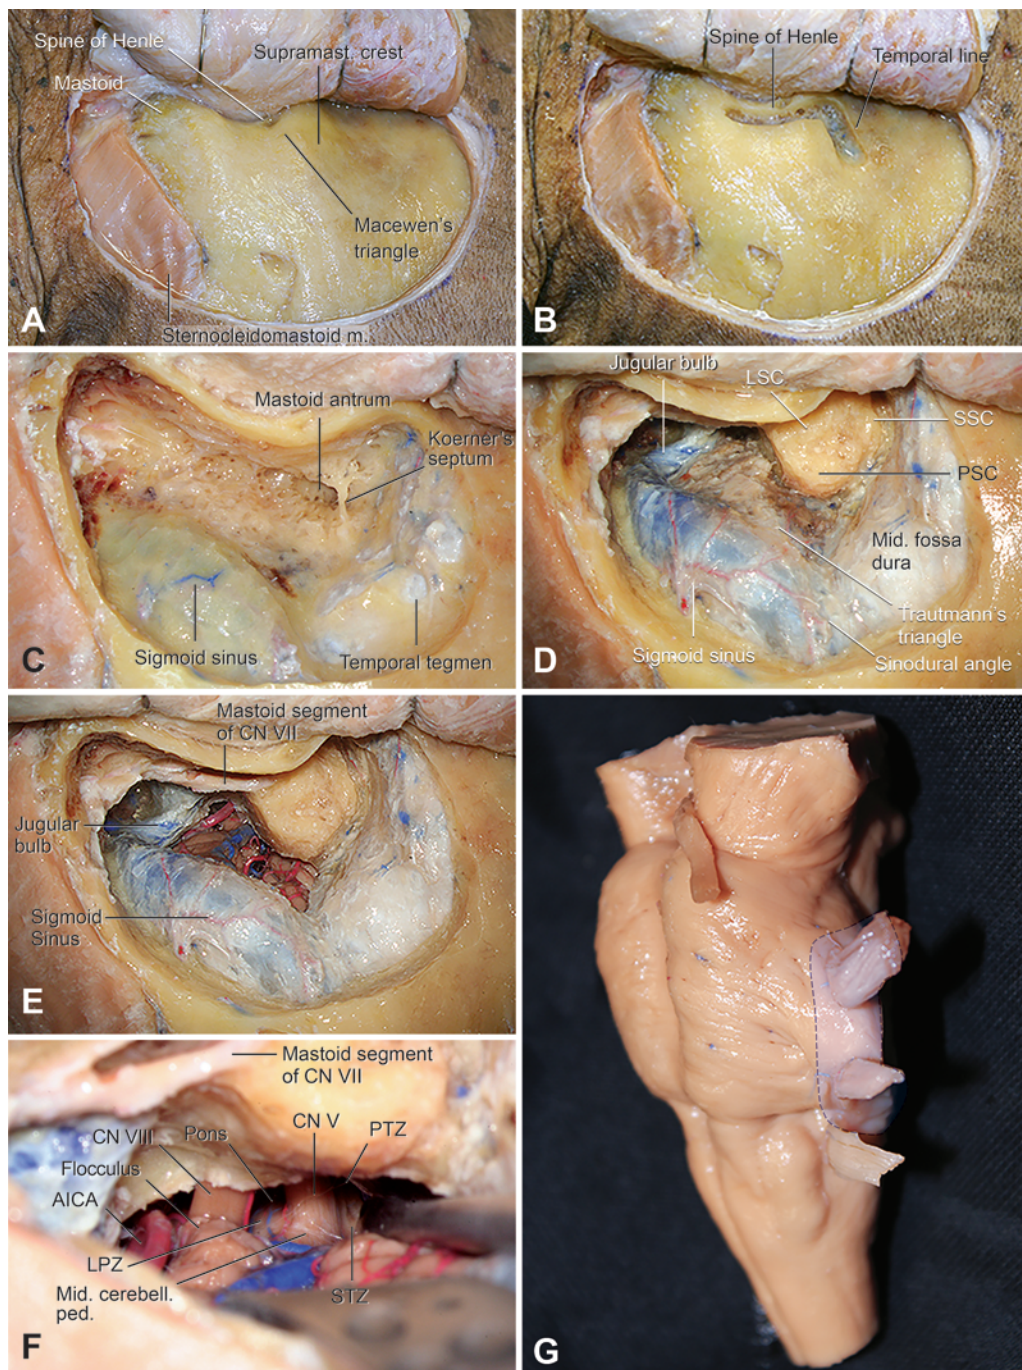 Spine of Henle
Supramast. crest
Mastoid
Macewen's
triangle
A
Sternocleidomastoid m.
Spine of Henle
Temporal line
B
Mastoid antrum
Koerner's
septum
C
Sigmoid sinus
Temporal tegmen
Jugular bulb
LSC
SSC
PSC
Mid. fossa
dura
Trautmann's
triangle
D
Sigmoid sinus
Sinodural angle
Mastoid segment
of CN VII
Jugular
bulb
Sigmoid
Sinus
E
Mastoid segment
of CN VII
CN V
CN VIII
Pons
PTZ
Flocculus
AICA
LPZ
Mid. cerebell.
ped.
STZ
F
G